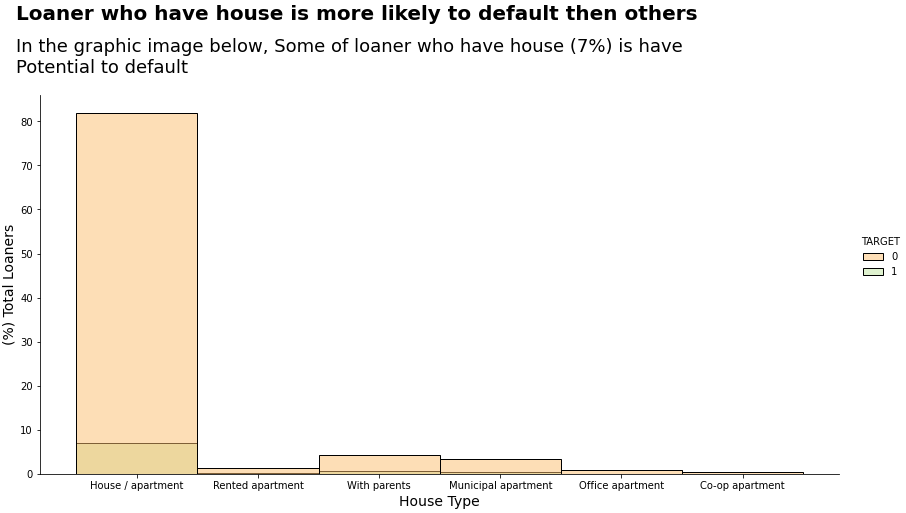 Loaner who have house is more likely to default then others
In the graphic image below, Some of loaner who have house (7%) is have
Potential to default
80
70
60
50
40
30
20
10
0
(%) Total Loaners
House / apartment
Rented apartment
With parents
Municipal apartment
Office apartment
Co-op apartment
House Type
TARGET
0
1